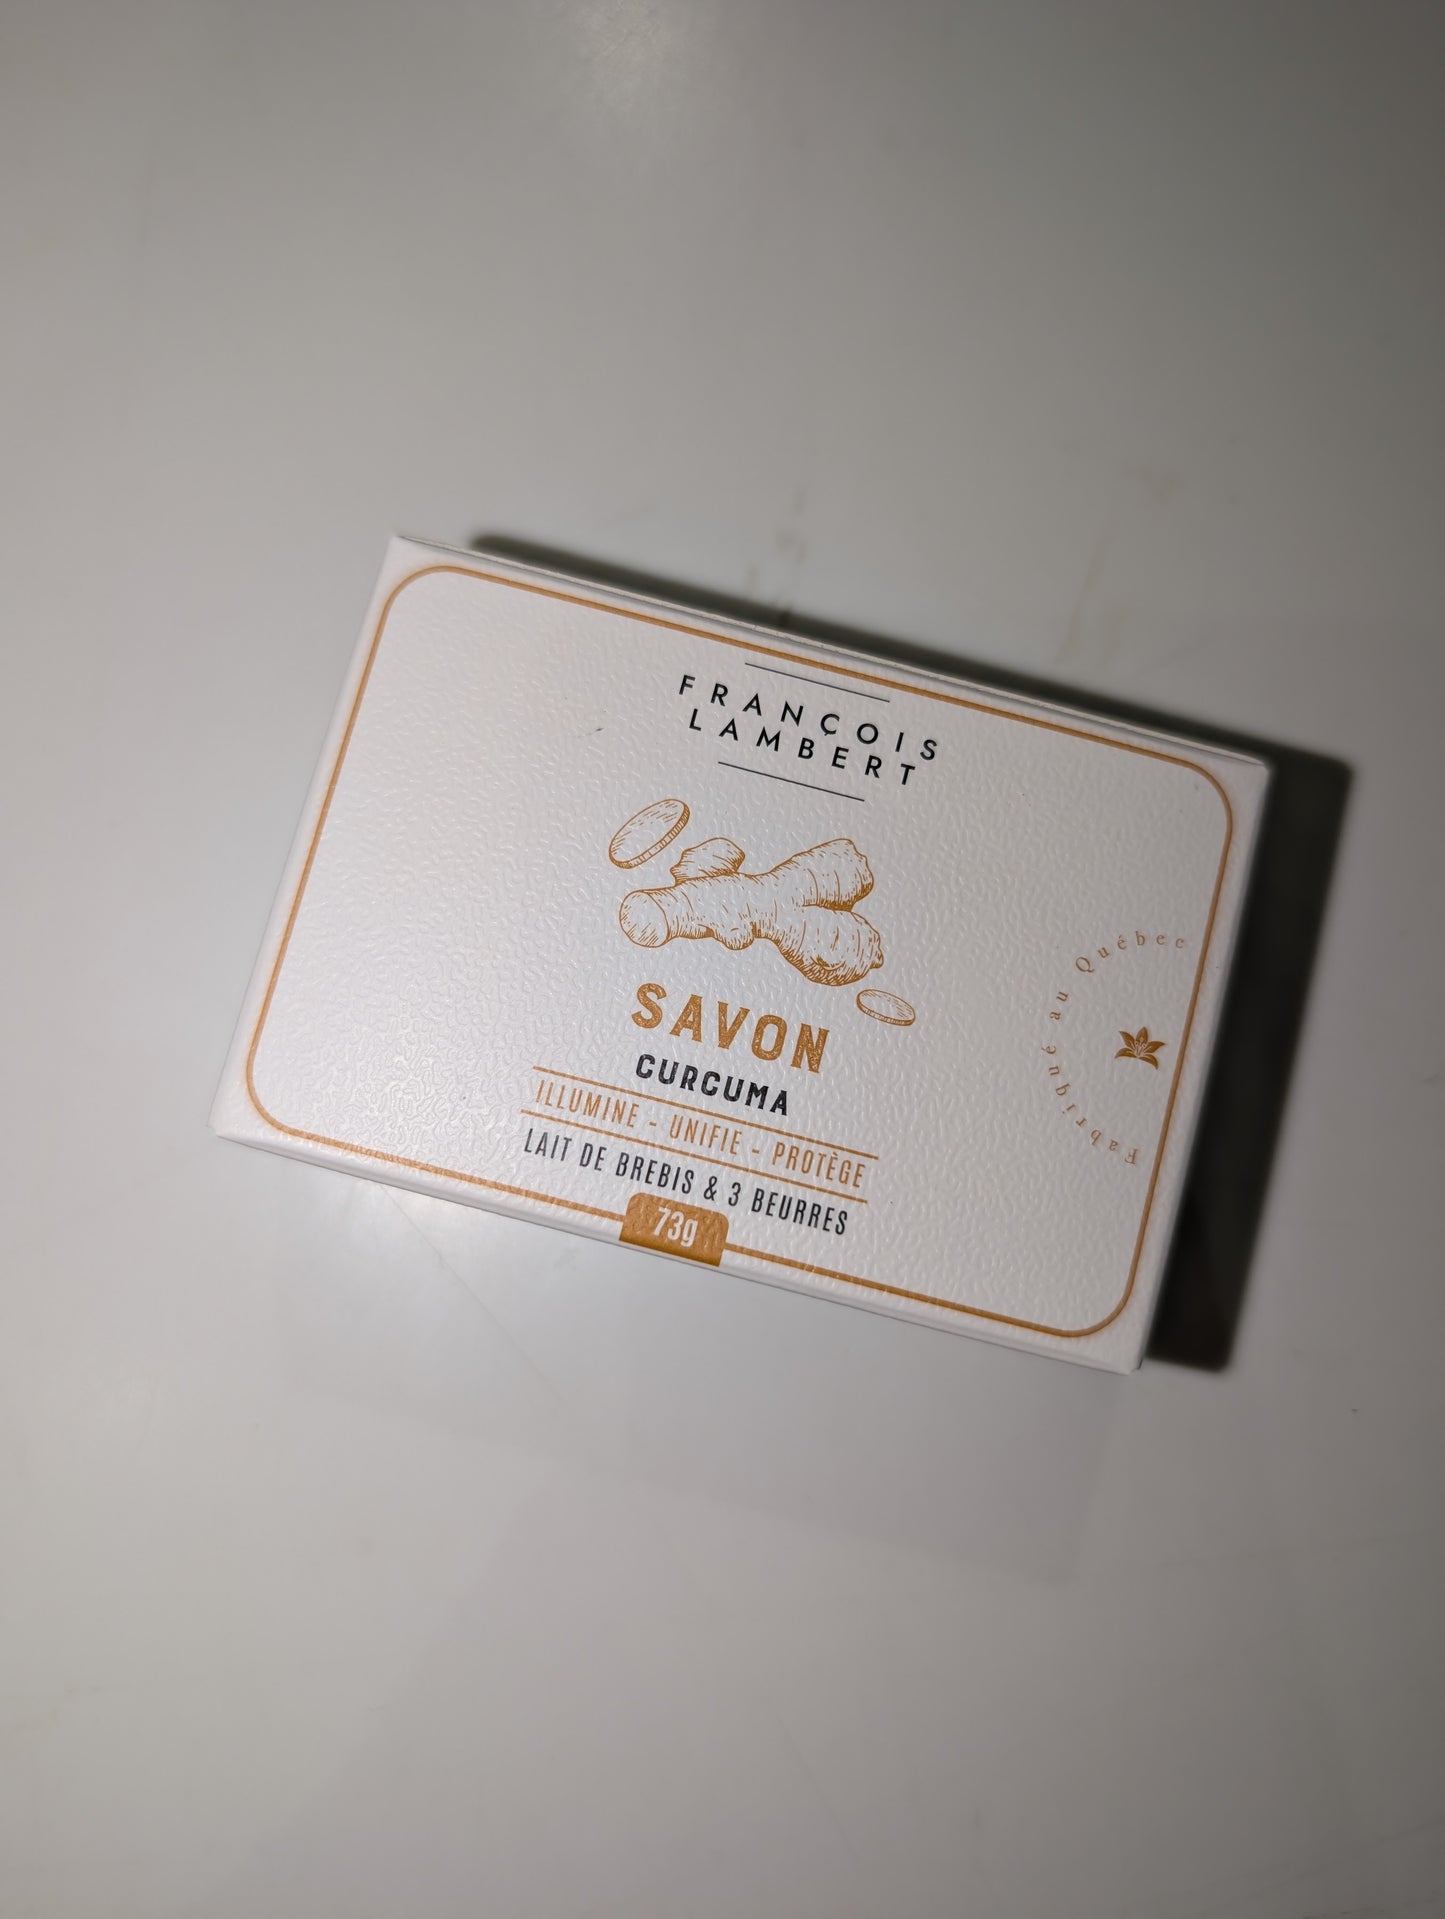 FRANÇOIS
LAMBERT
SAVON
CURCUMA
ILLUMINE - UNIFIE - PROTÈGE
LAIT DE BREBIS & 3 BEURRES
73g
Fabriqué au Québec